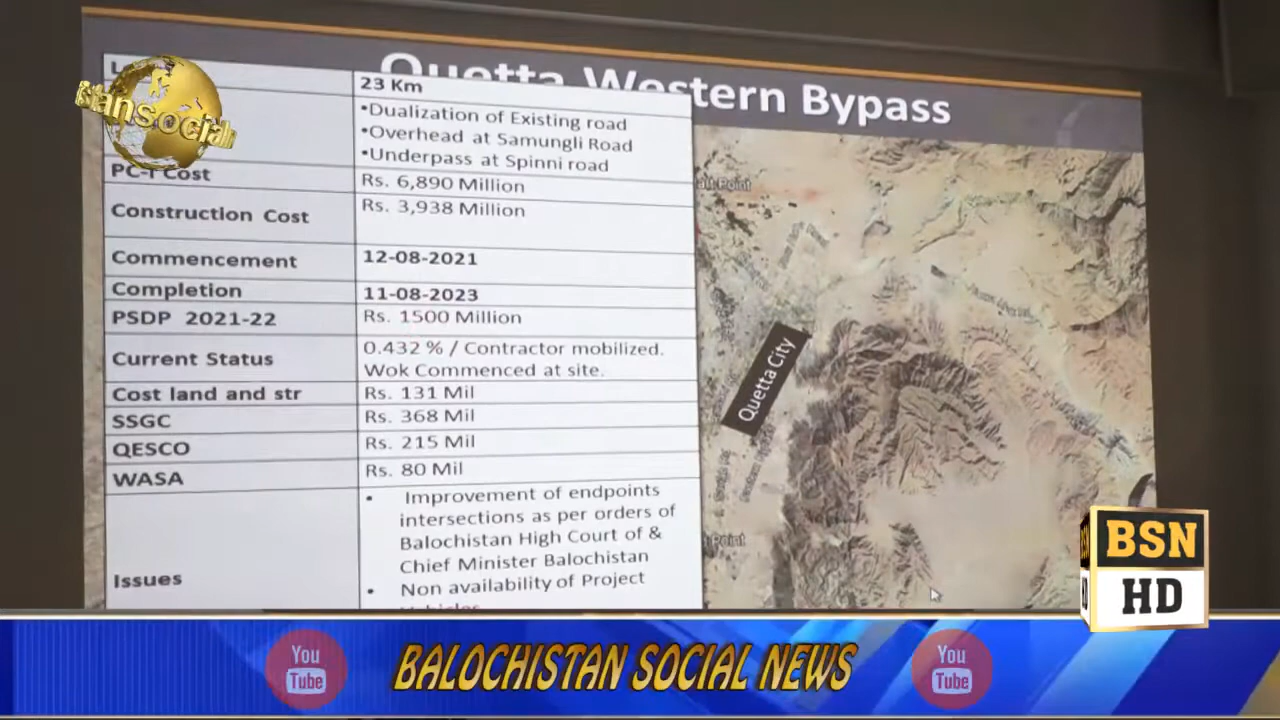 Quetta Western Bypass
23 Km
•Dualization of Existing road
•Overhead at Samungli Road
•Underpass at Spinni road
PC-I Cost
Rs. 6,890 Million
Construction Cost
Rs. 3,938 Million
Commencement
12-08-2021
Completion
11-08-2023
PSDP 2021-22
Rs. 1500 Million
Current Status
0.432 % / Contractor mobilized.
Wok Commenced at site.
Cost land and str
Rs. 131 Mil
SSGC
Rs. 368 Mil
QESCO
Rs. 215 Mil
WASA
Rs. 80 Mil
Issues
• Improvement of endpoints
intersections as per orders of
Balochistan High Court of &
Chief Minister Balochistan
• Non availability of Project
Vehicles
Point
Quetta City
Point
BSN
HD
You
Tube
BALOCHISTAN SOCIAL NEWS
You
Tube